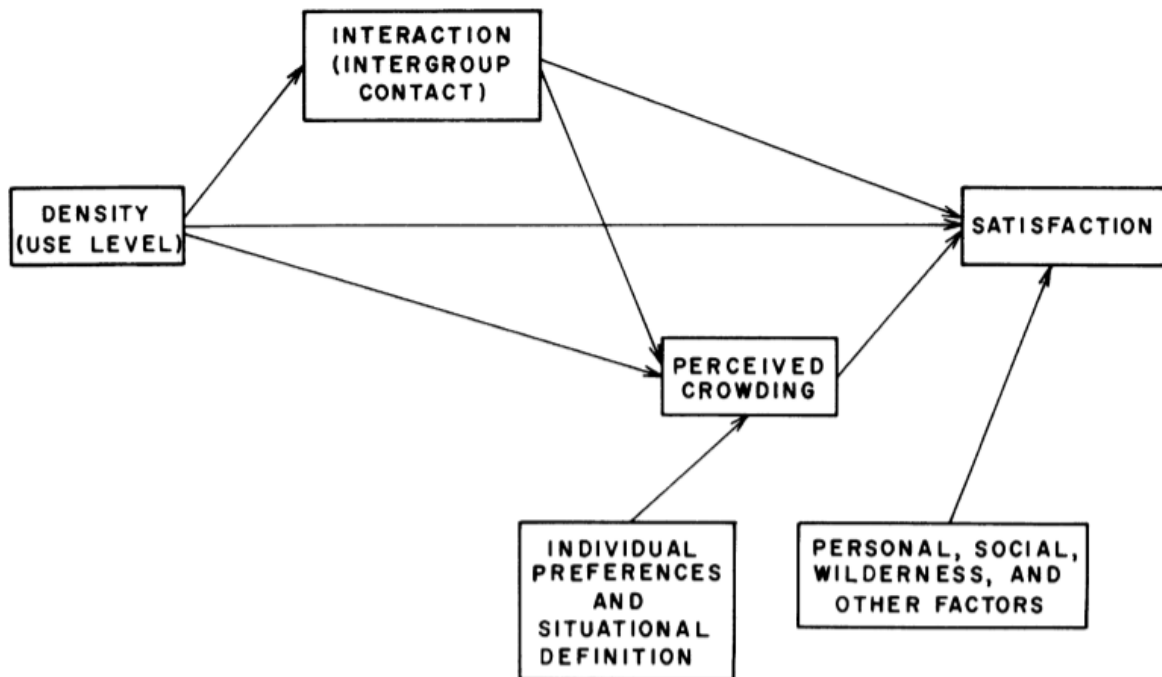 INTERACTION
(INTERGROUP
CONTACT)
DENSITY
(USE LEVEL)
SATISFACTION
PERCEIVED
CROWDING
INDIVIDUAL
PREFERENCES
AND
SITUATIONAL
DEFINITION
PERSONAL, SOCIAL,
WILDERNESS, AND
OTHER FACTORS